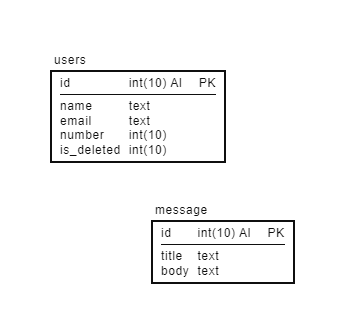 users
id int(10) AI PK
name text
email text
number int(10)
is_deleted int(10)
message
id int(10) AI PK
title text
body text